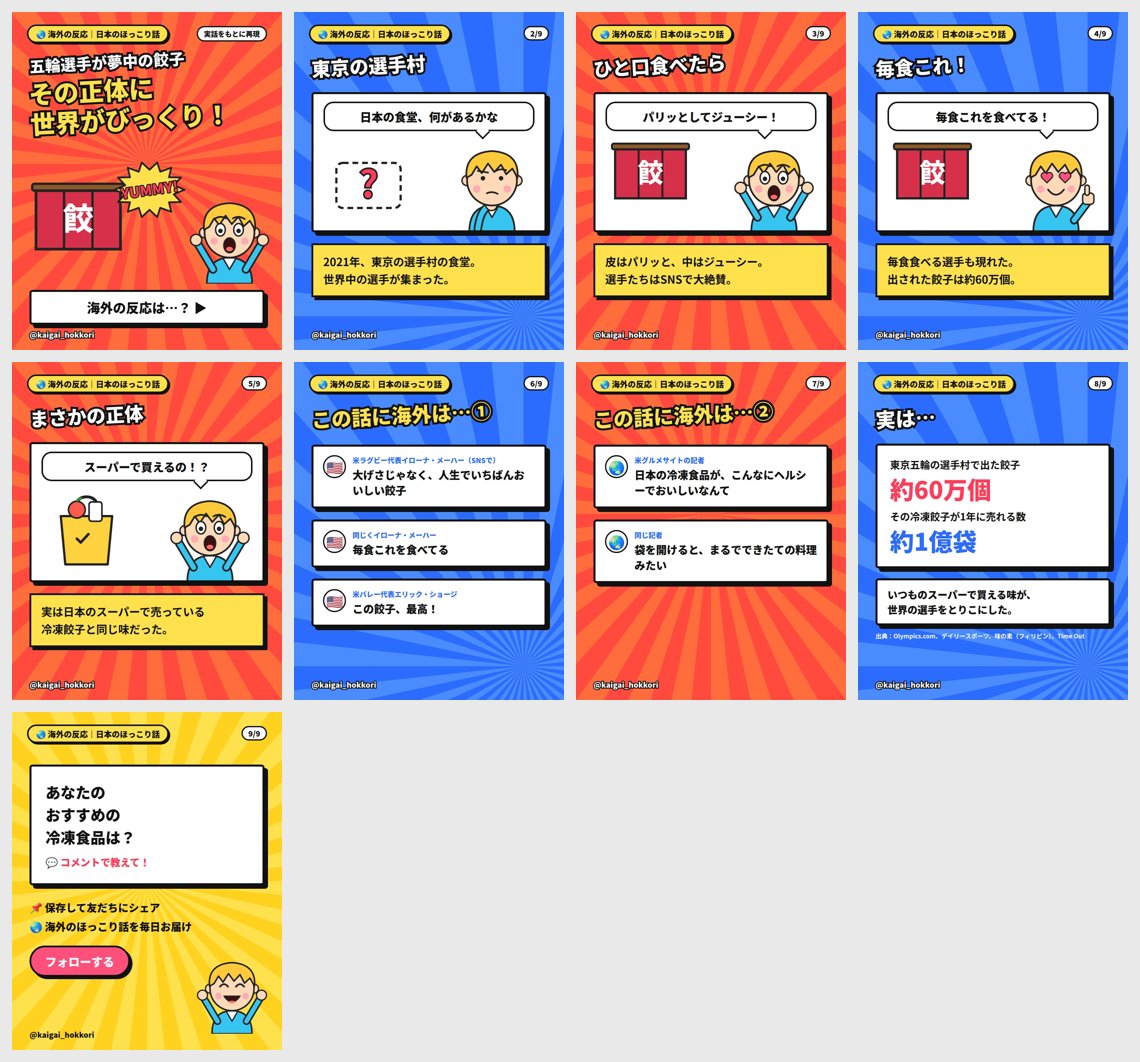 🌏 海外の反応｜日本のほっこり話
実話をもとに再現
五輪選手が夢中の餃子
その正体に
世界がびっくり！
YUMMY!
餃
海外の反応は…？ ▶
@kaigai_hokkori
🌏 海外の反応｜日本のほっこり話
2/9
東京の選手村
日本の食堂、何があるかな
?
2021年、東京の選手村の食堂。
世界中の選手が集まった。
@kaigai_hokkori
🌏 海外の反応｜日本のほっこり話
3/9
ひと口食べたら
パリッとしてジューシー！
餃
皮はパリッと、中はジューシー。
選手たちはSNSで大絶賛。
@kaigai_hokkori
🌏 海外の反応｜日本のほっこり話
4/9
毎食これ！
毎食これを食べてる！
餃
毎食食べる選手も現れた。
出された餃子は約60万個。
@kaigai_hokkori
🌏 海外の反応｜日本のほっこり話
5/9
まさかの正体
スーパーで買えるの！？
実は日本のスーパーで売っている
冷凍餃子と同じ味だった。
@kaigai_hokkori
🌏 海外の反応｜日本のほっこり話
6/9
この話に海外は…①
米ラグビー代表イローナ・メーハー（SNSで）
大げさじゃなく、人生でいちばんお
いしい餃子
同じくイローナ・メーハー
毎食これを食べてる
米バレー代表エリック・ショージ
この餃子、最高！
@kaigai_hokkori
🌏 海外の反応｜日本のほっこり話
7/9
この話に海外は…②
米グルメサイトの記者
日本の冷凍食品が、こんなにヘルシ
ーでおいしいなんて
同じ記者
袋を開けると、まるでできたての料理
みたい
@kaigai_hokkori
🌏 海外の反応｜日本のほっこり話
8/9
実は…
東京五輪の選手村で出た餃子
約60万個
その冷凍餃子が1年に売れる数
約1億袋
いつものスーパーで買える味が、
世界の選手をとりこにした。
出典：Olympics.com、デイリースポーツ、味の素（フィリピン）、Time Out
@kaigai_hokkori
🌏 海外の反応｜日本のほっこり話
9/9
あなたの
おすすめの
冷凍食品は？
💬 コメントで教えて！
📌 保存して友だちにシェア
🌏 海外のほっこり話を毎日お届け
フォローする
@kaigai_hokkori